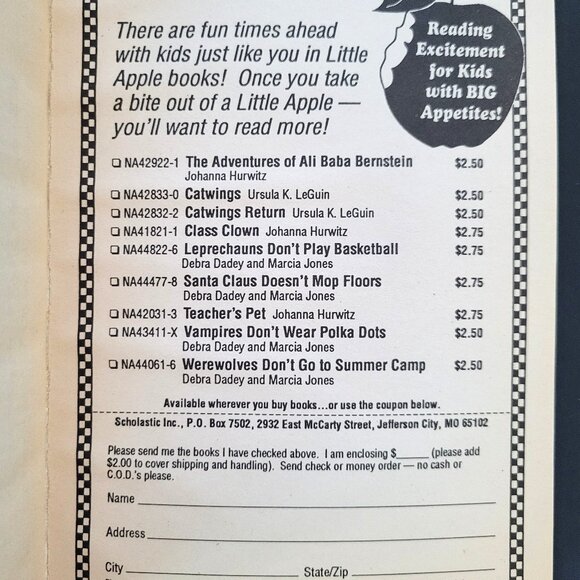 There are fun times ahead
with kids just like you in Little
Apple books! Once you take
a bite out of a Little Apple —
you'll want to read more!
Reading
Excitement
for Kids
with BIG
Appetites!
❏ NA42922-1 The Adventures of Ali Baba Bernstein $2.50
Johanna Hurwitz
❏ NA42833-0 Catwings Ursula K. LeGuin $2.50
❏ NA42832-2 Catwings Return Ursula K. LeGuin $2.50
❏ NA41821-1 Class Clown Johanna Hurwitz $2.75
❏ NA44822-6 Leprechauns Don't Play Basketball $2.75
Debra Dadey and Marcia Jones
❏ NA44477-8 Santa Claus Doesn't Mop Floors $2.75
Debra Dadey and Marcia Jones
❏ NA42031-3 Teacher's Pet Johanna Hurwitz $2.75
❏ NA43411-X Vampires Don't Wear Polka Dots $2.50
Debra Dadey and Marcia Jones
❏ NA44061-6 Werewolves Don't Go to Summer Camp $2.50
Debra Dadey and Marcia Jones
Available wherever you buy books...or use the coupon below.
Scholastic Inc., P.O. Box 7502, 2932 East McCarty Street, Jefferson City, MO 65102
Please send me the books I have checked above. I am enclosing $______ (please add
$2.00 to cover shipping and handling). Send check or money order — no cash or
C.O.D.'s please.
Name
Address
City State/Zip